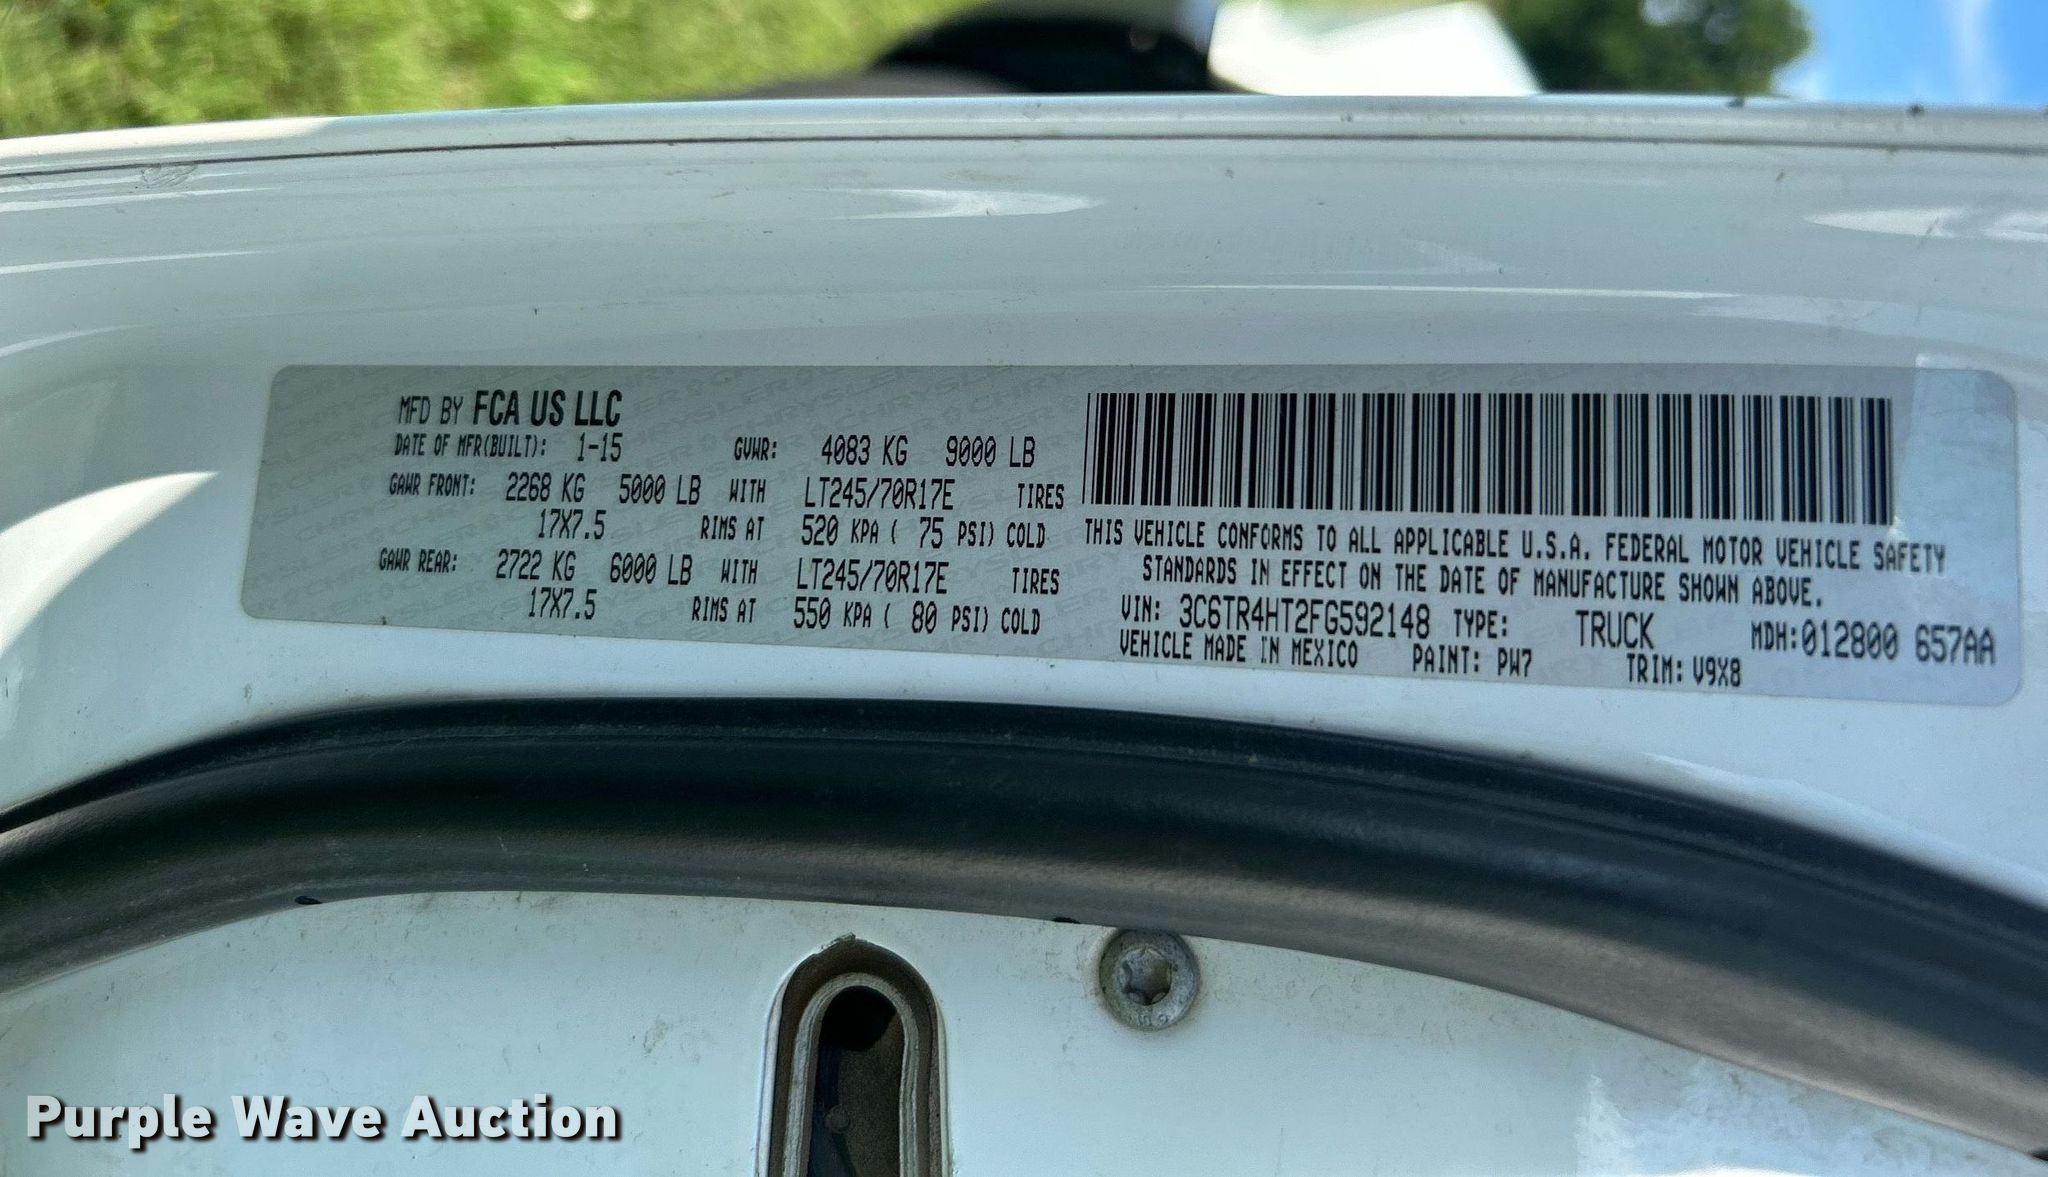 MFD BY FCA US LLC
DATE OF MFR(BUILT): 1-15 GVWR: 4083 KG 9000 LB
GAWR FRONT: 2268 KG 5000 LB WITH LT245/70R17E TIRES
17X7.5 RIMS AT 520 KPA ( 75 PSI) COLD
GAWR REAR: 2722 KG 6000 LB WITH LT245/70R17E TIRES
17X7.5 RIMS AT 550 KPA ( 80 PSI) COLD
THIS VEHICLE CONFORMS TO ALL APPLICABLE U.S.A. FEDERAL MOTOR VEHICLE SAFETY
STANDARDS IN EFFECT ON THE DATE OF MANUFACTURE SHOWN ABOVE.
VIN: 3C6TR4HT2FG592148 TYPE: TRUCK MDH:012800 657AA
VEHICLE MADE IN MEXICO PAINT: PW7 TRIM: V9X8
Purple Wave Auction